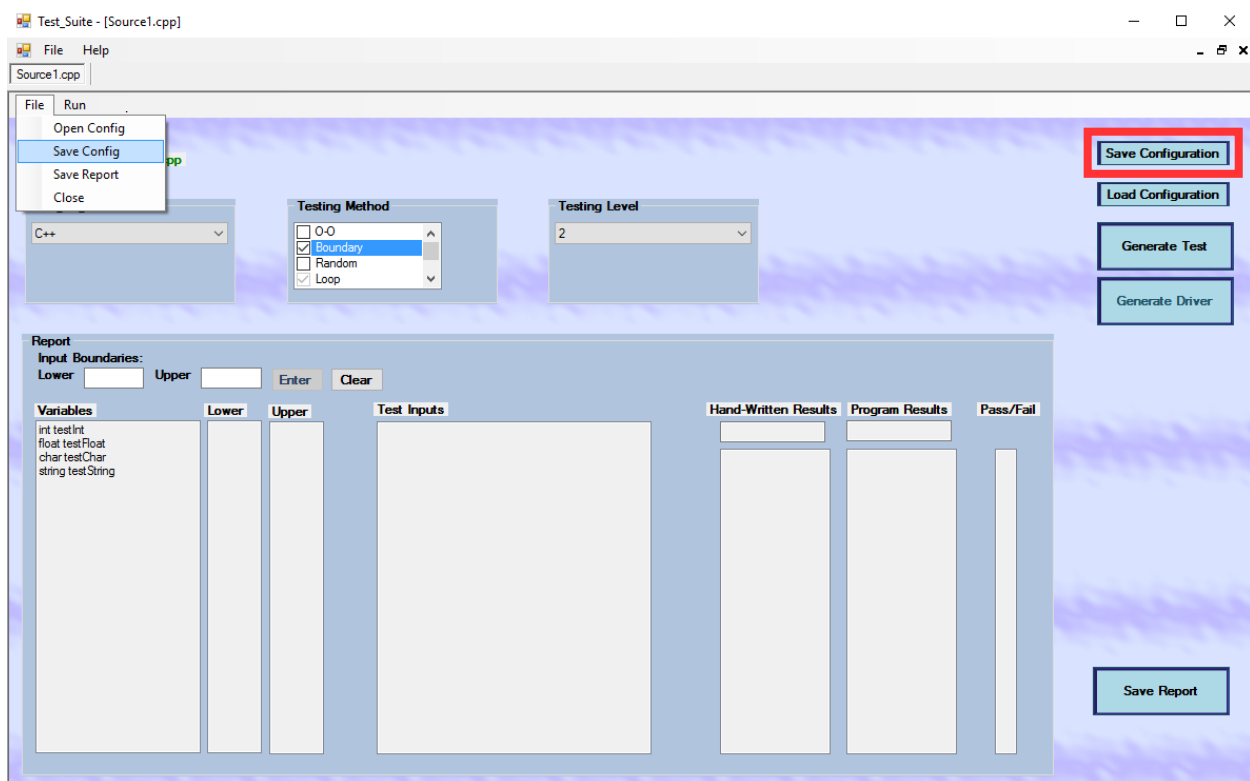 Test_Suite - [Source1.cpp]
File Help
Source1.cpp
File Run
Open Config
Save Config
Save Report
Close
pp
Save Configuration
Load Configuration
Generate Test
Generate Driver
C++
Testing Method
O-O
Boundary
Random
Loop
Testing Level
2
Report
Input Boundaries:
Lower Upper Enter Clear
Variables Lower Upper Test Inputs Hand-Written Results Program Results Pass/Fail
int testInt
float testFloat
char testChar
string testString
Save Report